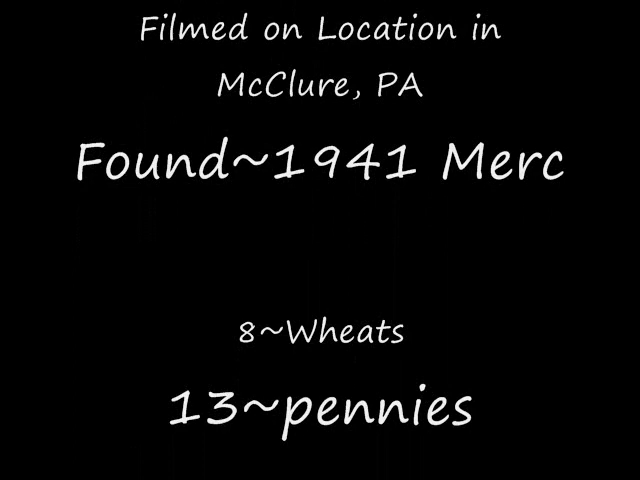 Filmed on Location in
McClure, PA
Found~1941 Merc
8~Wheats
13~pennies